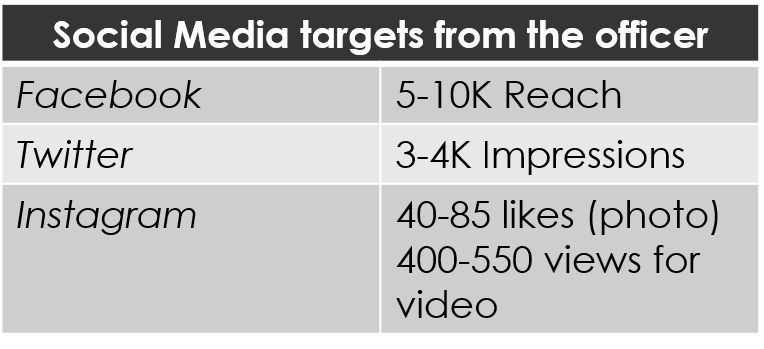 Social Media targets from the officer
Facebook
5-10K Reach
Twitter
3-4K Impressions
Instagram
40-85 likes (photo)
400-550 views for
video